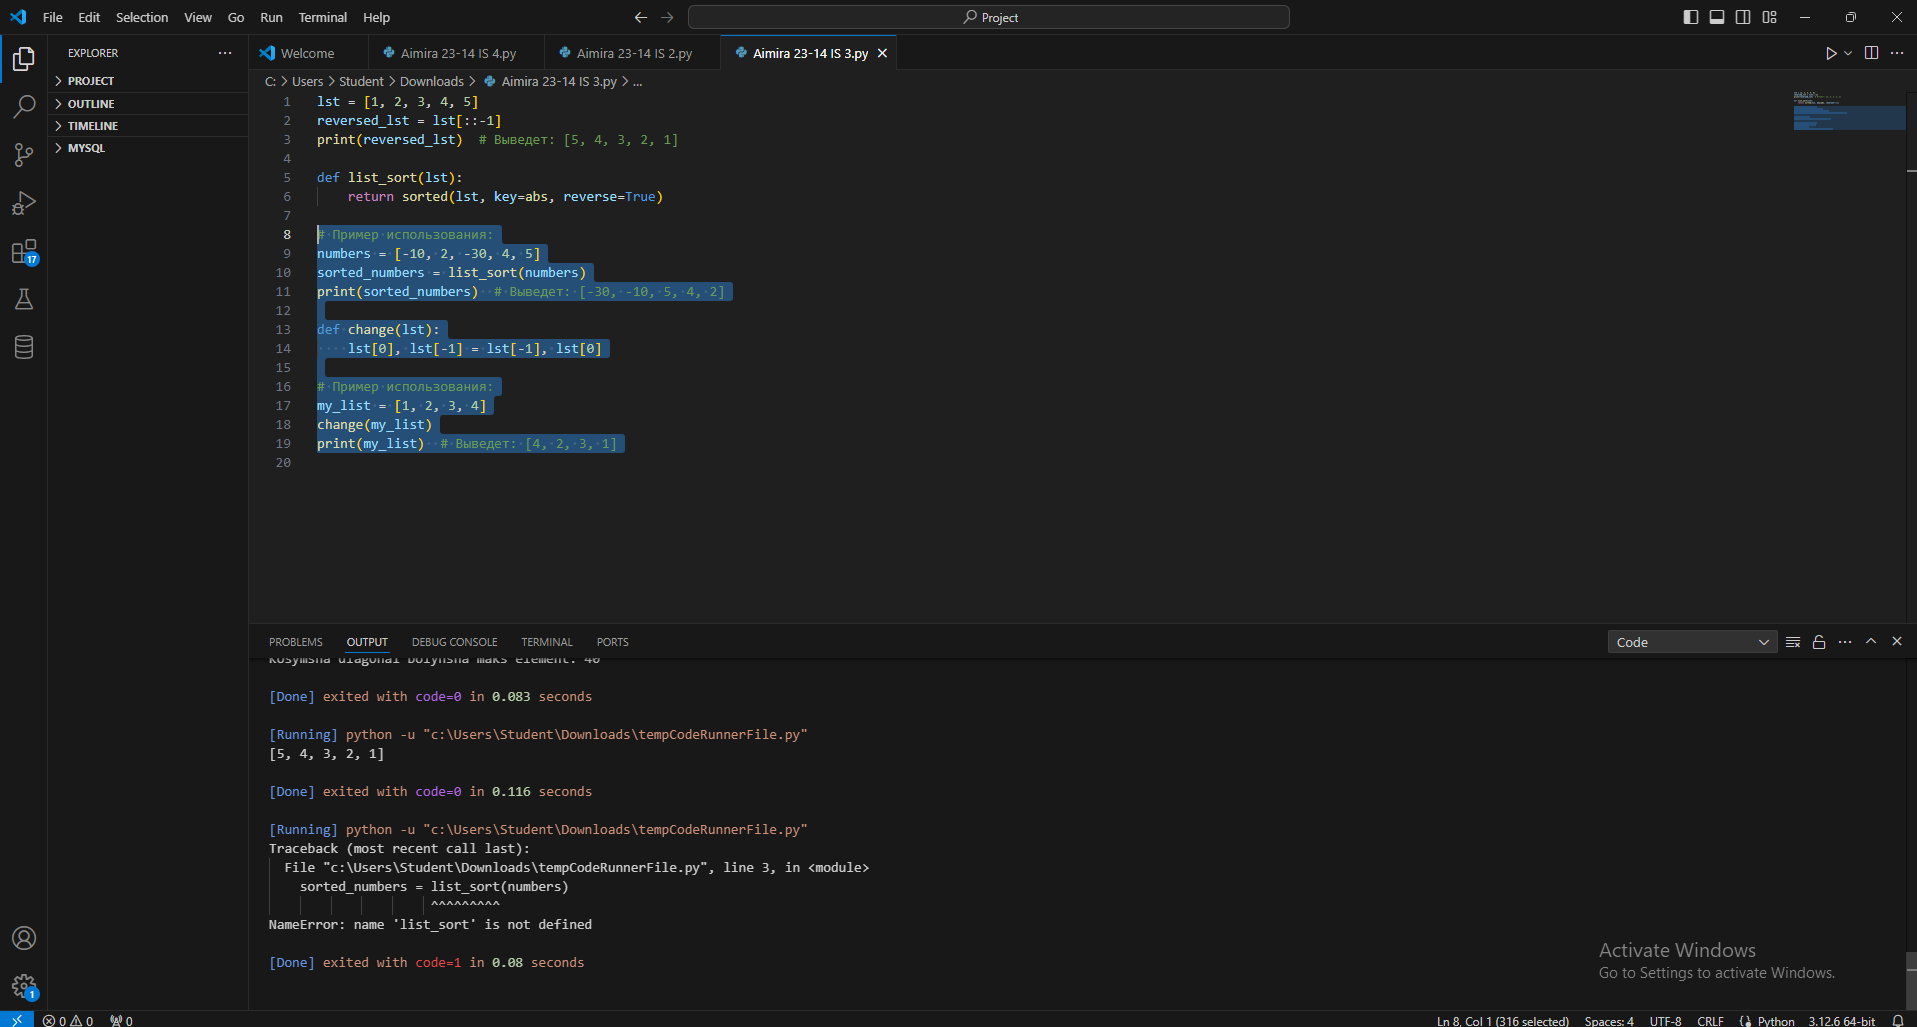 File Edit Selection View Go Run Terminal Help
Project
EXPLORER
PROJECT
OUTLINE
TIMELINE
MYSQL
17
1
Welcome
Aimira 23-14 IS 4.py
Aimira 23-14 IS 2.py
Aimira 23-14 IS 3.py
C: > Users > Student > Downloads > Aimira 23-14 IS 3.py > ...
1 lst = [1, 2, 3, 4, 5]
2 reversed_lst = lst[::-1]
3 print(reversed_lst)  # Выведет: [5, 4, 3, 2, 1]
4
5 def list_sort(lst):
6     return sorted(lst, key=abs, reverse=True)
7
8 # Пример использования:
9 numbers = [-10, 2, -30, 4, 5]
10 sorted_numbers = list_sort(numbers)
11 print(sorted_numbers)  # Выведет: [-30, -10, 5, 4, 2]
12
13 def change(lst):
14     lst[0], lst[-1] = lst[-1], lst[0]
15
16 # Пример использования:
17 my_list = [1, 2, 3, 4]
18 change(my_list)
19 print(my_list)  # Выведет: [4, 2, 3, 1]
20
PROBLEMS OUTPUT DEBUG CONSOLE TERMINAL PORTS
Code
Kosymsha diagonal boiynsha maks element: 40
[Done] exited with code=0 in 0.083 seconds
[Running] python -u "c:\Users\Student\Downloads\tempCodeRunnerFile.py"
[5, 4, 3, 2, 1]
[Done] exited with code=0 in 0.116 seconds
[Running] python -u "c:\Users\Student\Downloads\tempCodeRunnerFile.py"
Traceback (most recent call last):
  File "c:\Users\Student\Downloads\tempCodeRunnerFile.py", line 3, in <module>
    sorted_numbers = list_sort(numbers)
                     ^^^^^^^^^
NameError: name 'list_sort' is not defined
[Done] exited with code=1 in 0.08 seconds
Activate Windows
Go to Settings to activate Windows.
0 0 0
Ln 8, Col 1 (316 selected) Spaces: 4 UTF-8 CRLF Python 3.12.6 64-bit